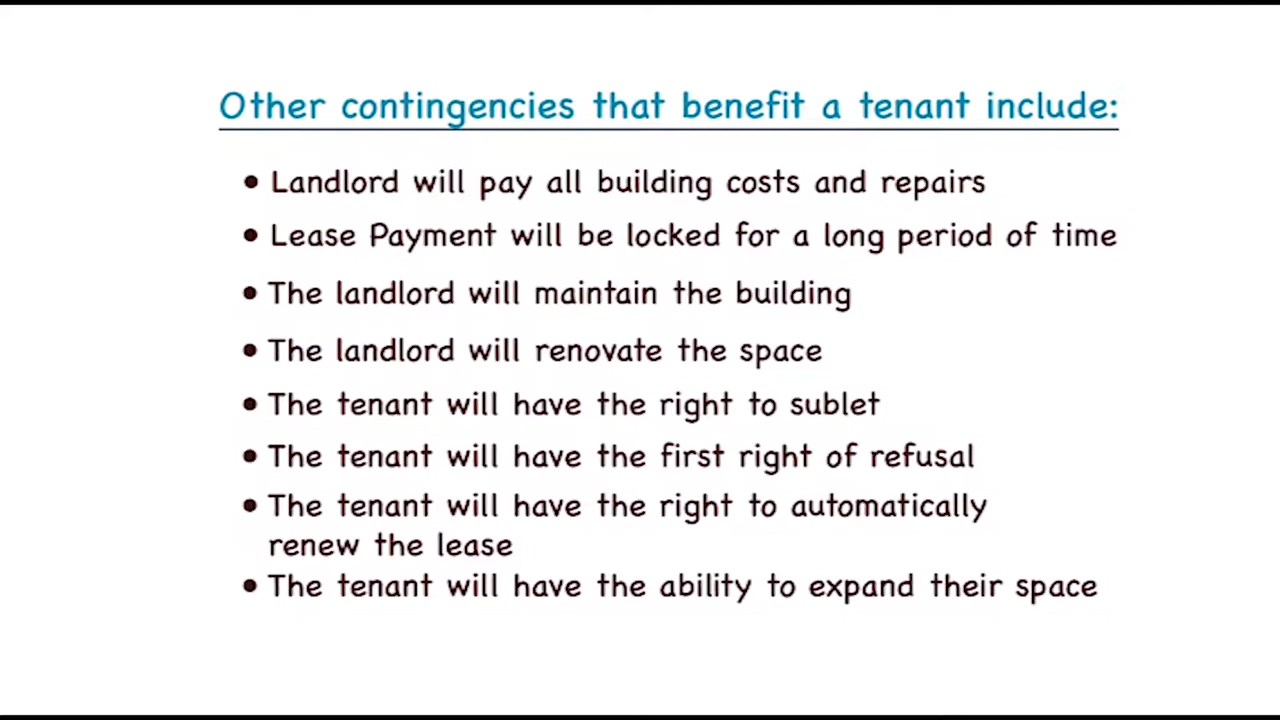 Other contingencies that benefit a tenant include:
• Landlord will pay all building costs and repairs
• Lease Payment will be locked for a long period of time
• The landlord will maintain the building
• The landlord will renovate the space
• The tenant will have the right to sublet
• The tenant will have the first right of refusal
• The tenant will have the right to automatically
renew the lease
• The tenant will have the ability to expand their space